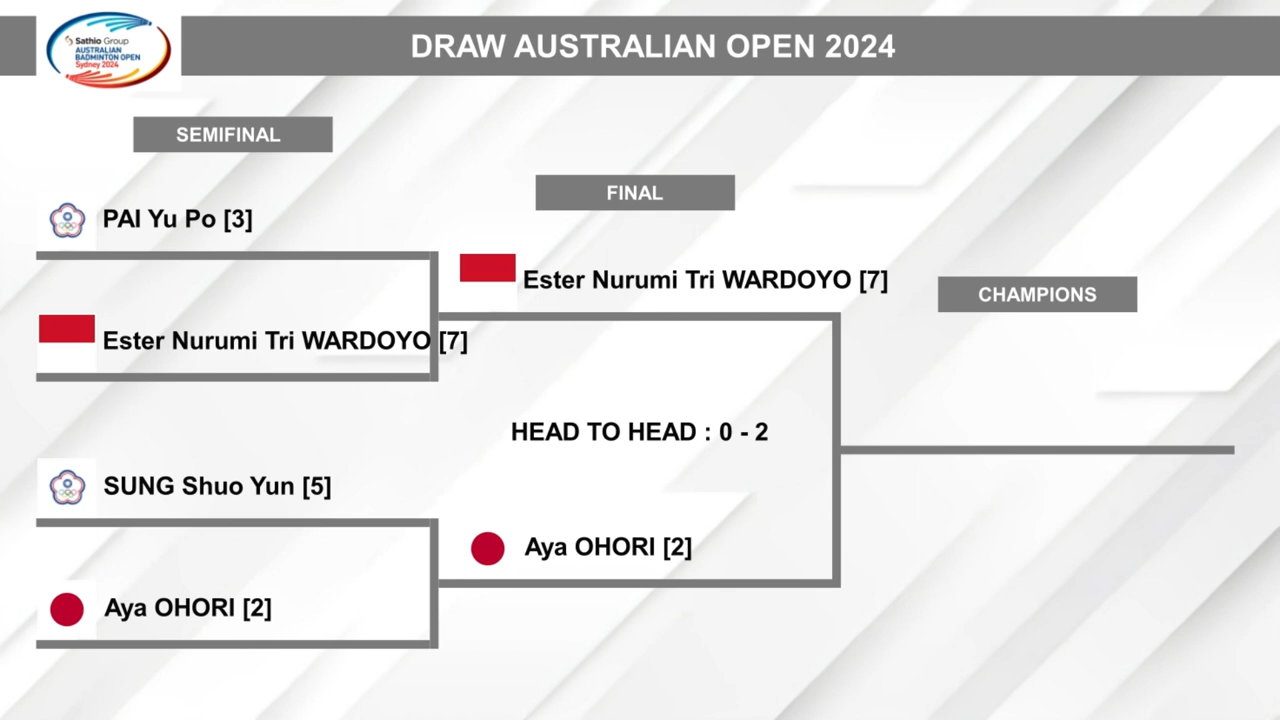 Sathio Group
AUSTRALIAN
BADMINTON OPEN
Sydney 2024
DRAW AUSTRALIAN OPEN 2024
SEMIFINAL
PAI Yu Po [3]
Ester Nurumi Tri WARDOYO [7]
SUNG Shuo Yun [5]
Aya OHORI [2]
FINAL
Ester Nurumi Tri WARDOYO [7]
HEAD TO HEAD : 0 - 2
Aya OHORI [2]
CHAMPIONS